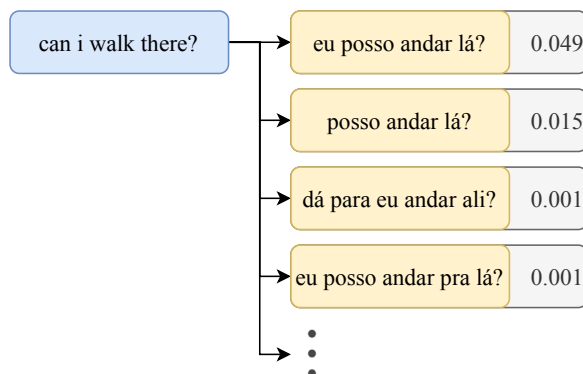 can i walk there?
eu posso andar lá? 0.049
posso andar lá? 0.015
dá para eu andar ali? 0.001
eu posso andar pra lá? 0.001